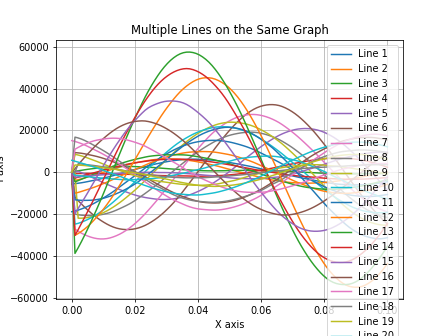 Multiple Lines on the Same Graph
60000
40000
20000
0
−20000
−40000
−60000
0.00
0.02
0.04
0.06
0.08
X axis
Line 1
Line 2
Line 3
Line 4
Line 5
Line 6
Line 7
Line 8
Line 9
Line 10
Line 11
Line 12
Line 13
Line 14
Line 15
Line 16
Line 17
Line 18
Line 19
Line 20